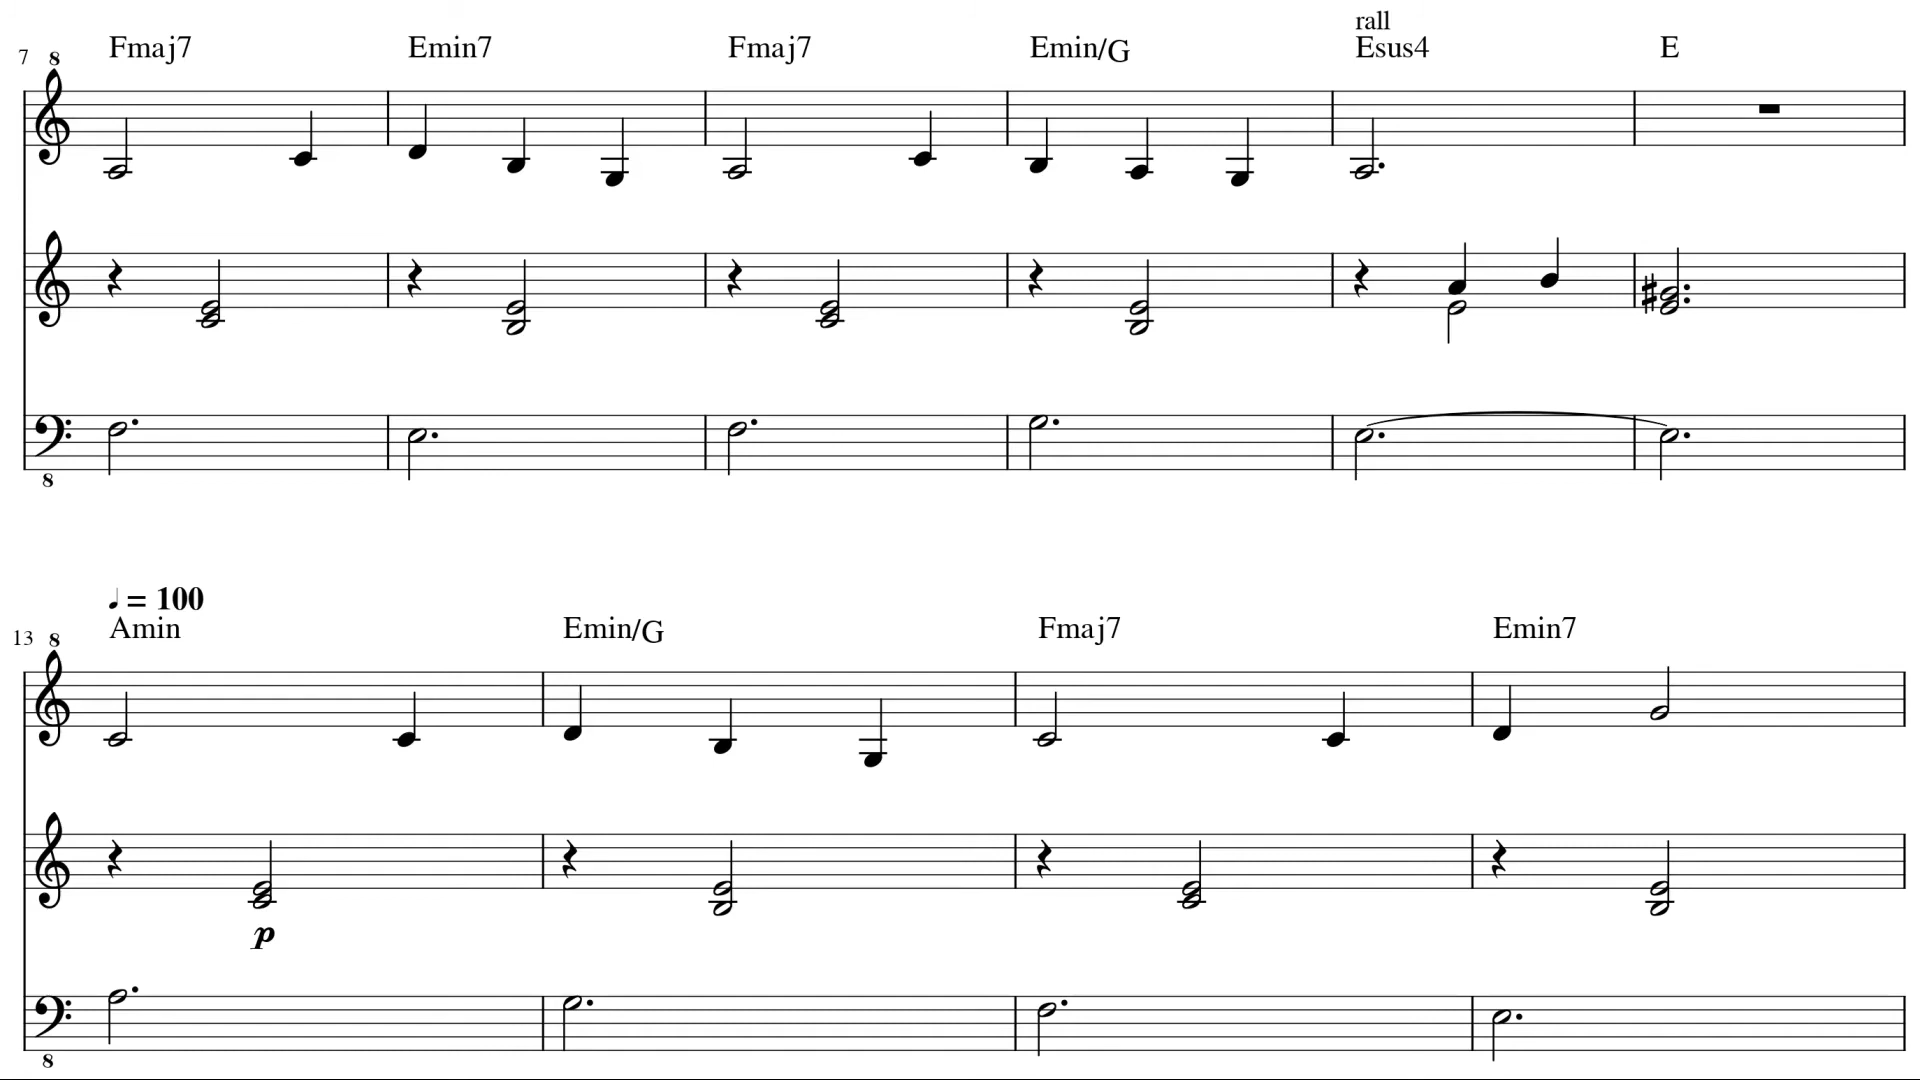 rall
7 8 Fmaj7 Emin7 Fmaj7 Emin/G Esus4 E
8
♩ = 100
13 8 Amin Emin/G Fmaj7 Emin7
p
8